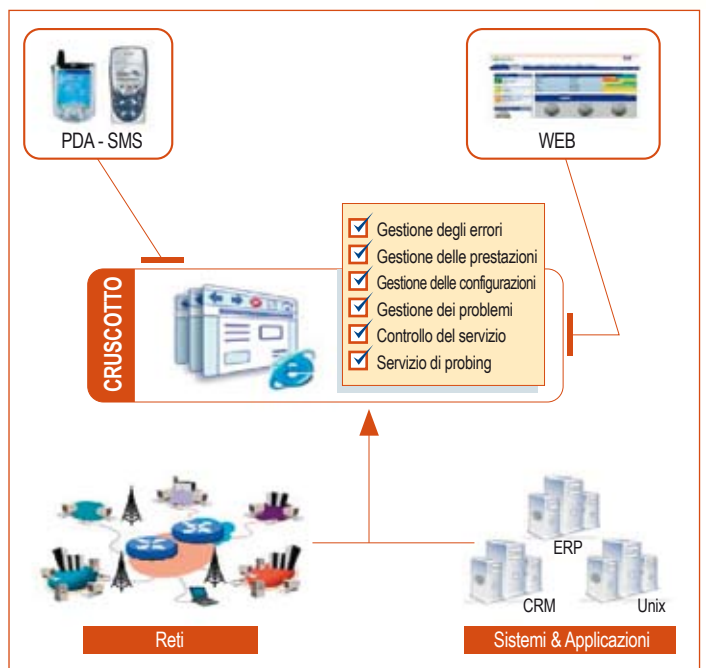 PDA - SMS
WEB
CRUSCOTTO
Gestione degli errori
Gestione delle prestazioni
Gestione delle configurazioni
Gestione dei problemi
Controllo del servizio
Servizio di probing
ERP
CRM
Unix
Reti
Sistemi & Applicazioni